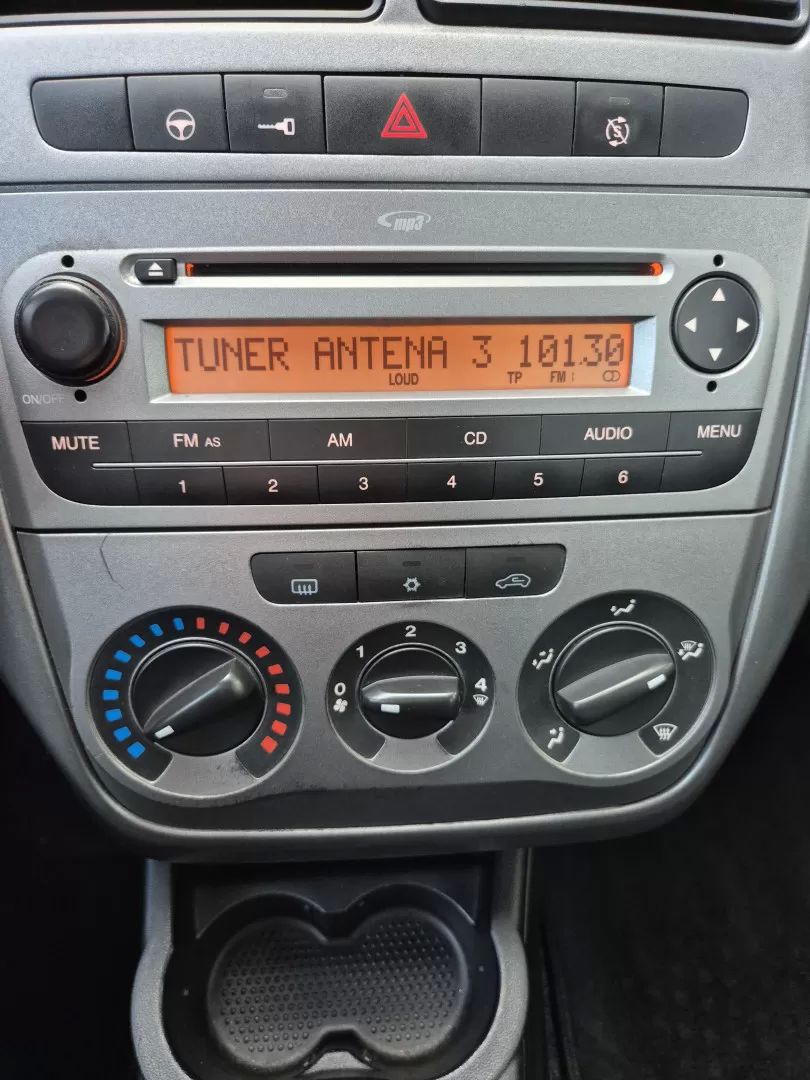 mp3
TUNER ANTENA 3 101.30
LOUD TP FM I
ON/OFF
MUTE FM AS AM CD AUDIO MENU
1 2 3 4 5 6
0 1 2 3 4